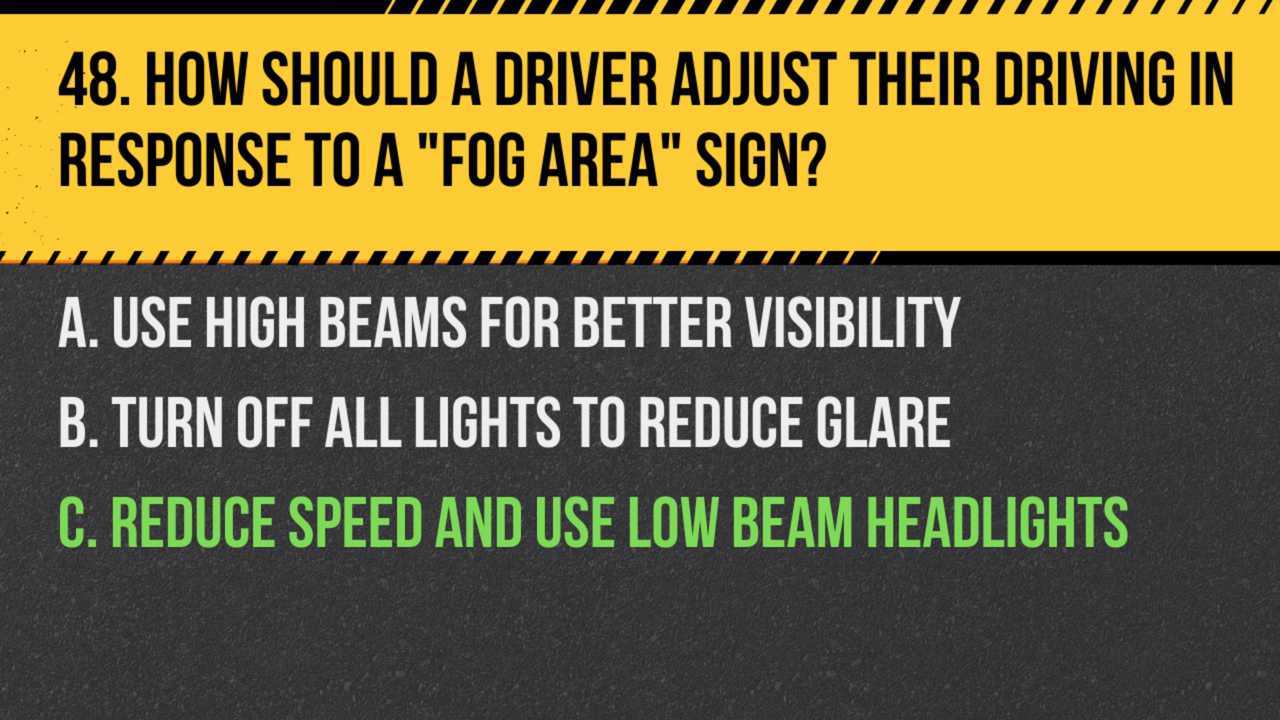 48. HOW SHOULD A DRIVER ADJUST THEIR DRIVING IN
RESPONSE TO A "FOG AREA" SIGN?
A. USE HIGH BEAMS FOR BETTER VISIBILITY
B. TURN OFF ALL LIGHTS TO REDUCE GLARE
C. REDUCE SPEED AND USE LOW BEAM HEADLIGHTS